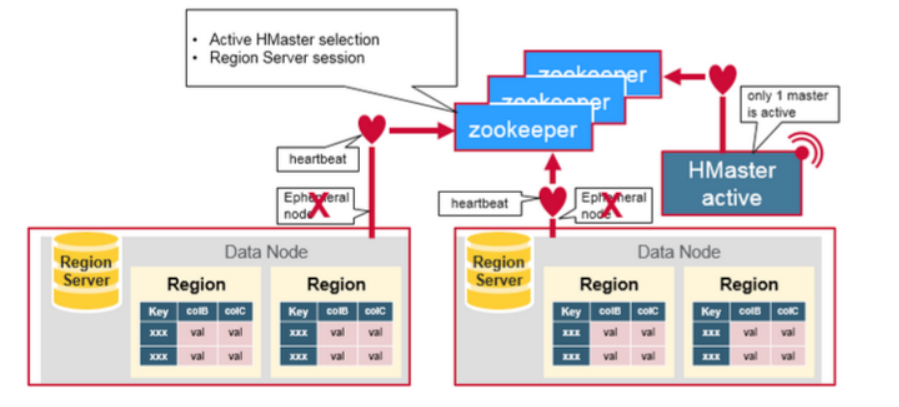 • Active HMaster selection
• Region Server session
zookeeper
zookeeper
zookeeper
only 1 master
is active
HMaster
active
heartbeat
Ephemeral
node
X
heartbeat
Ephemeral
node
X
Region
Server
Data Node
Region
Region
Key colB colC
xxx val val
xxx val val
Key colB colC
xxx val val
xxx val val
Region
Server
Data Node
Region
Region
Key colB colC
xxx val val
xxx val val
Key colB colC
xxx val val
xxx val val